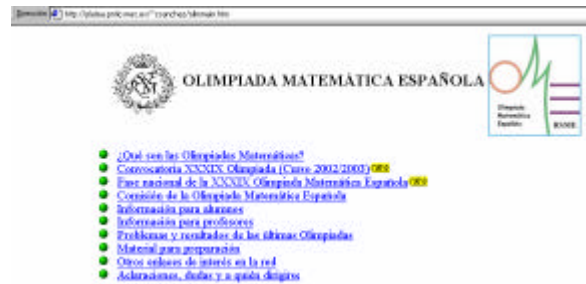 Dirección
OLIMPIADA MATEMÁTICA ESPAÑOLA
Olimpiada
Matemática
Española
RSME
¿Qué son las Olimpiadas Matemáticas?
Convocatoria XXXIX Olimpiada (Curso 2002/2003)
Fase nacional de la XXXIX Olimpiada Matemática Española
Comisión de la Olimpiada Matemática Española
Información para alumnos
Información para profesores
Problemas y resultados de las últimas Olimpiadas
Material para preparación
Otros enlaces de interés en la red
Aclaraciones, dudas y a quién dirigirse